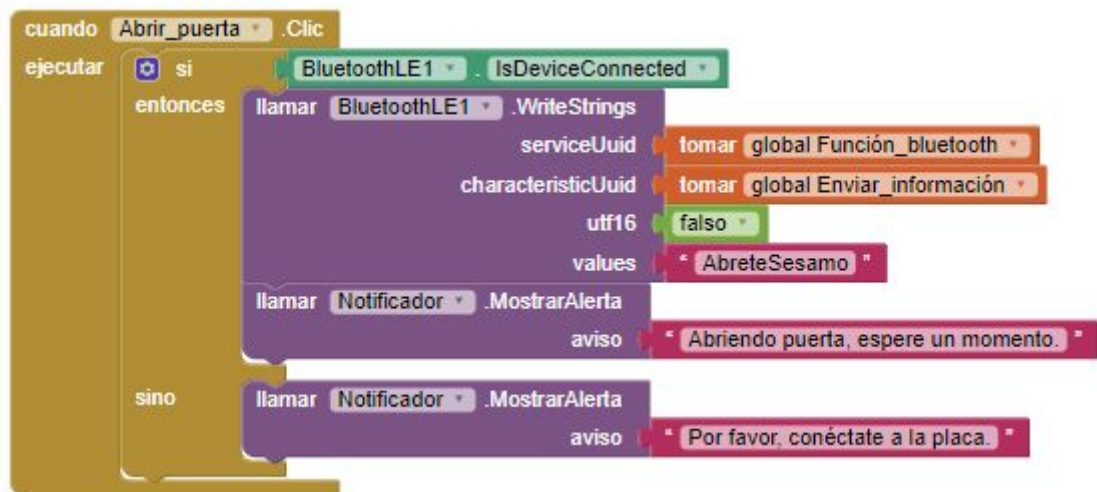 cuando Abrir_puerta .Clic
ejecutar si BluetoothLE1 . IsDeviceConnected
entonces llamar BluetoothLE1 .WriteStrings
serviceUuid tomar global Función_bluetooth
characteristicUuid tomar global Enviar_información
utf16 falso
values “ AbreteSesamo ”
llamar Notificador .MostrarAlerta
aviso “ Abriendo puerta, espere un momento. ”
sino llamar Notificador .MostrarAlerta
aviso “ Por favor, conéctate a la placa. ”